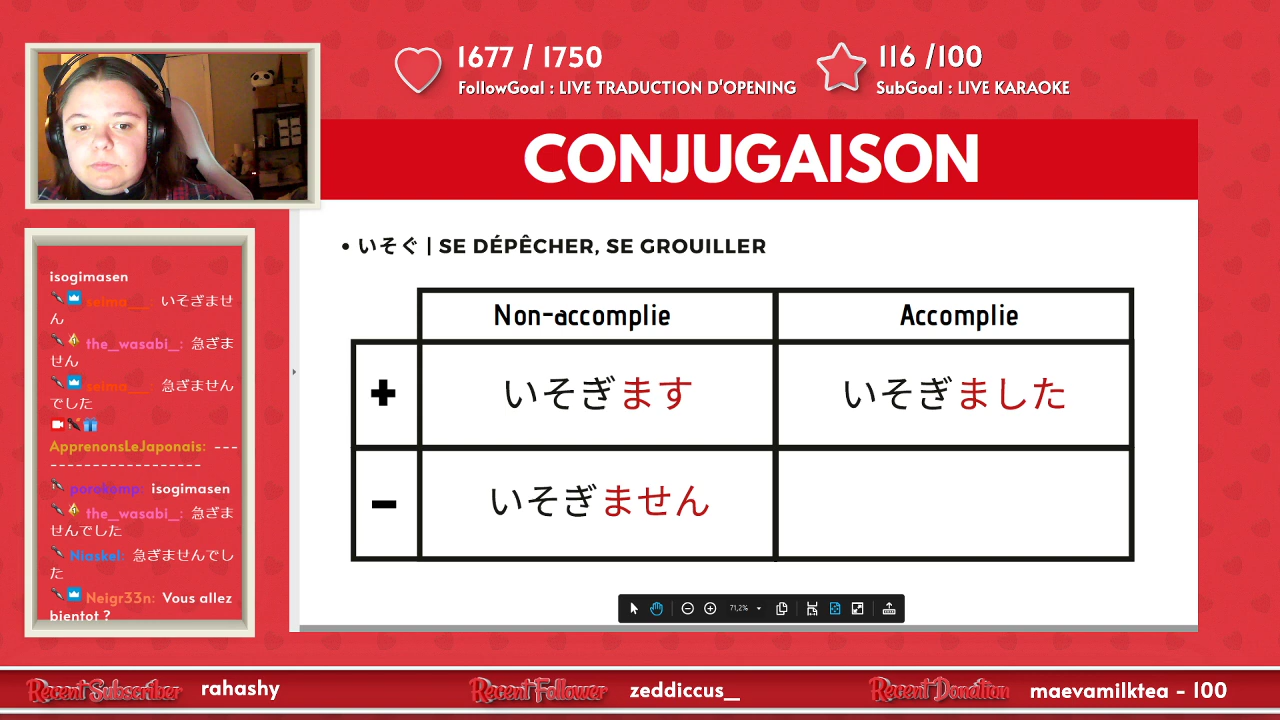 1677 / 1750
FollowGoal : LIVE TRADUCTION D'OPENING
116 /100
SubGoal : LIVE KARAOKE
CONJUGAISON
• いそぐ | SE DÉPÊCHER, SE GROUILLER
Non-accomplie
Accomplie
+
いそぎます
いそぎました
-
いそぎません
71,2%
isogimasen
seima___ いそぎませ
ん
the_wasabi_: 急ぎま
せん
seima___: 急ぎません
でした
ApprenonsLeJaponais: ---
------------------
porokomp: isogimasen
the_wasabi_: 急ぎま
せんでした
Niaskel: 急ぎませんでし
た
Neigr33n: Vous allez
bientot ?
Recent Subscriber rahashy
Recent Follower zeddiccus_
Recent Donation maevamilktea - 100